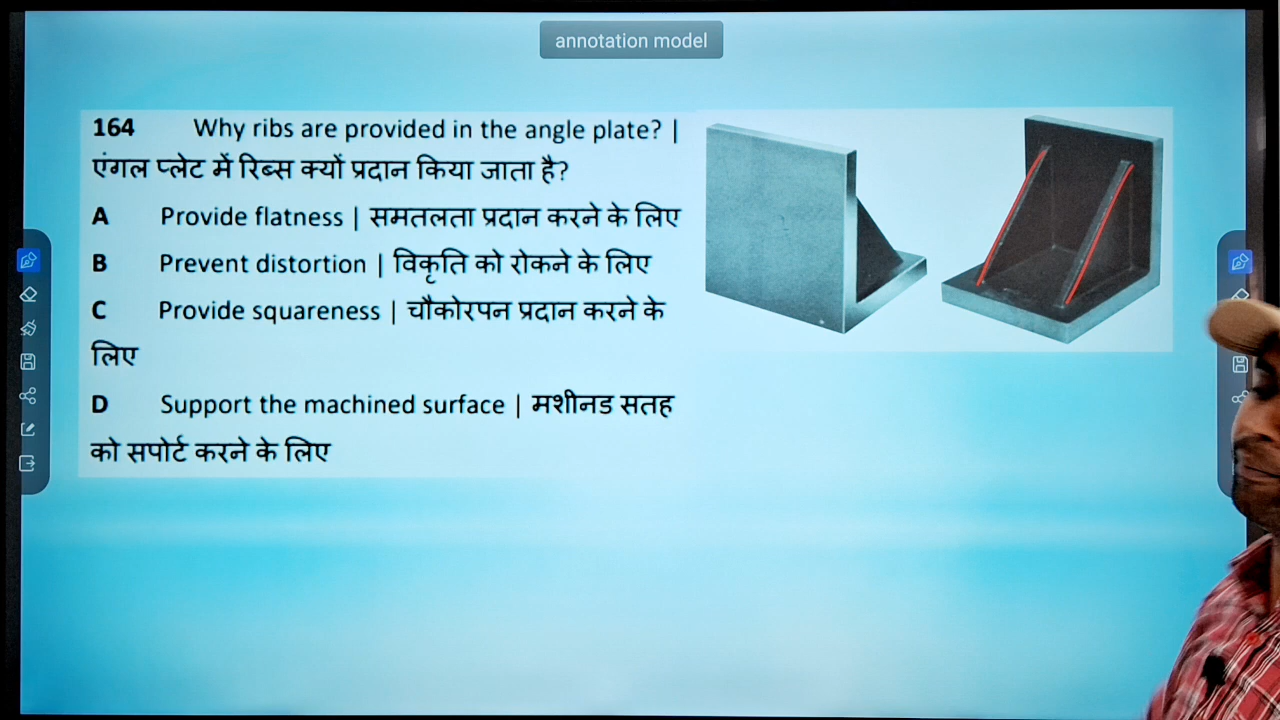 annotation model
164 Why ribs are provided in the angle plate? |
एंगल प्लेट में रिब्स क्यों प्रदान किया जाता है?
A Provide flatness | समतलता प्रदान करने के लिए
B Prevent distortion | विकृति को रोकने के लिए
C Provide squareness | चौकोरपन प्रदान करने के
लिए
D Support the machined surface | मशीनड सतह
को सपोर्ट करने के लिए